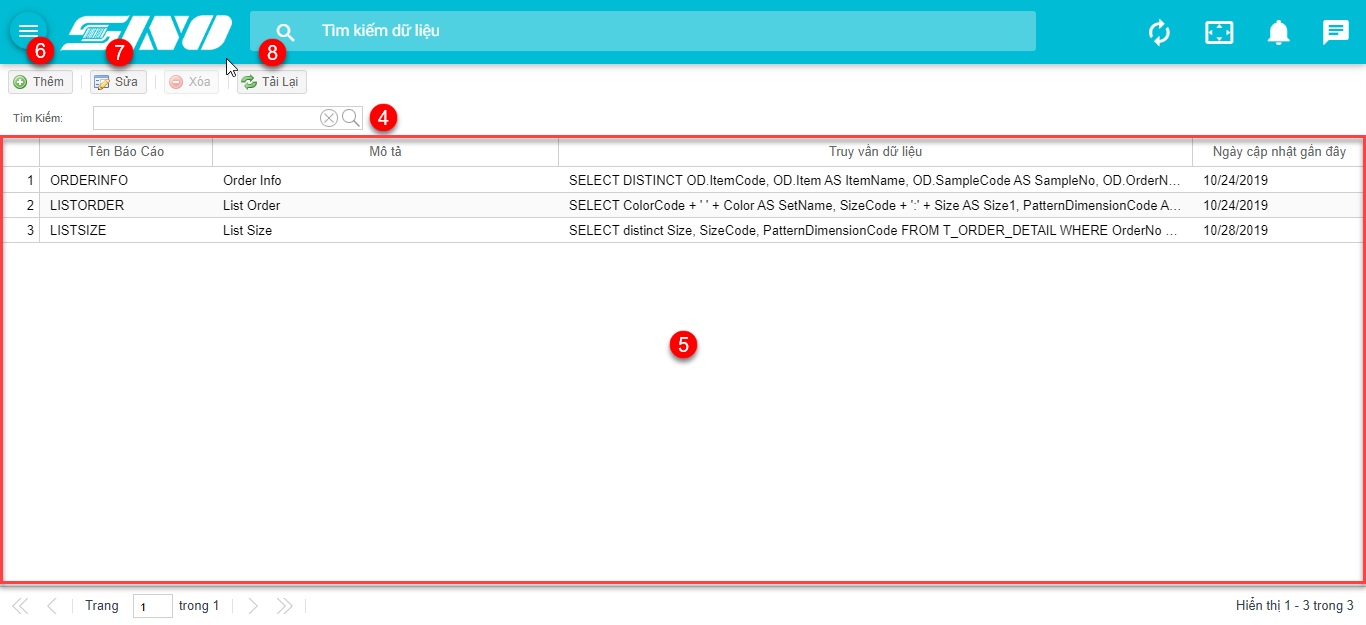 SINO
Tìm kiếm dữ liệu
6 7 8
Thêm Sửa Xóa Tải Lại
Tìm Kiếm: 4
Tên Báo Cáo Mô tả Truy vấn dữ liệu Ngày cập nhật gần đây
1 ORDERINFO Order Info SELECT DISTINCT OD.ItemCode, OD.Item AS ItemName, OD.SampleCode AS SampleNo, OD.OrderN... 10/24/2019
2 LISTORDER List Order SELECT ColorCode + ' ' + Color AS SetName, SizeCode + ':' + Size AS Size1, PatternDimensionCode A... 10/24/2019
3 LISTSIZE List Size SELECT distinct Size, SizeCode, PatternDimensionCode FROM T_ORDER_DETAIL WHERE OrderNo ... 10/28/2019
5
Trang 1 trong 1 Hiển thị 1 - 3 trong 3